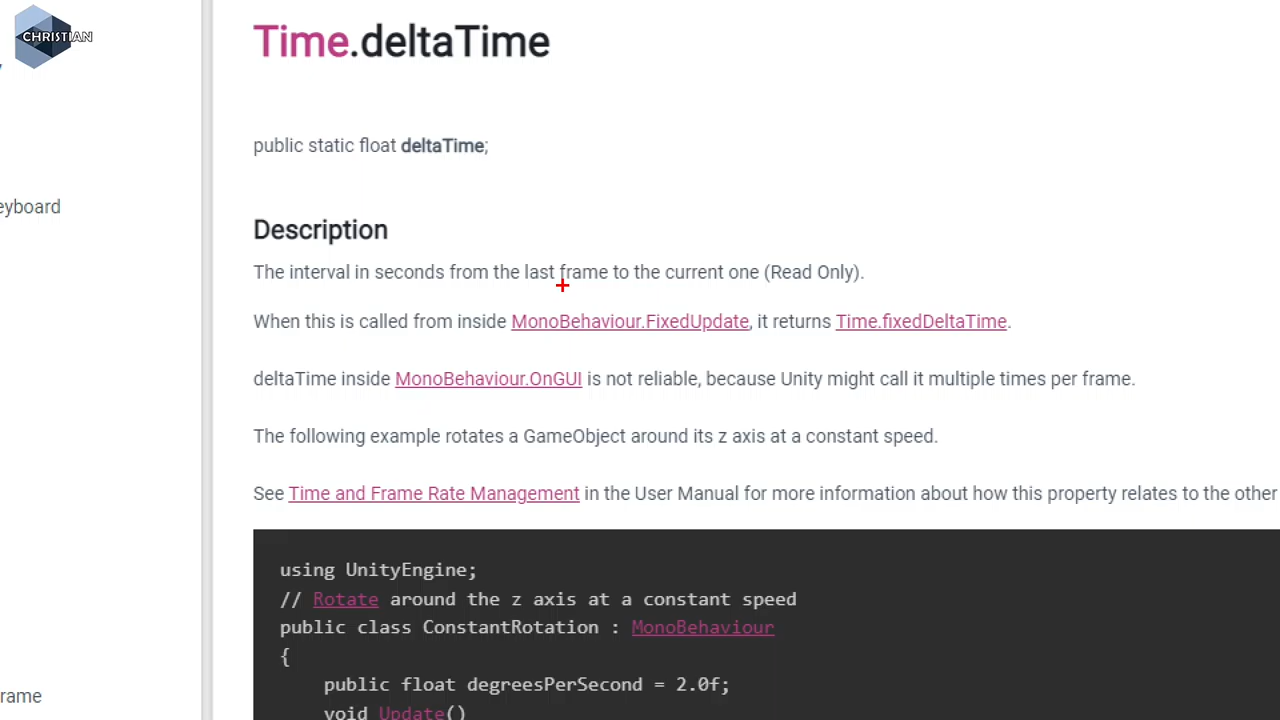 CHRISTIAN
Time.deltaTime
public static float deltaTime;
eyboard
Description
The interval in seconds from the last frame to the current one (Read Only).
When this is called from inside MonoBehaviour.FixedUpdate, it returns Time.fixedDeltaTime.
deltaTime inside MonoBehaviour.OnGUI is not reliable, because Unity might call it multiple times per frame.
The following example rotates a GameObject around its z axis at a constant speed.
See Time and Frame Rate Management in the User Manual for more information about how this property relates to the other
using UnityEngine;
// Rotate around the z axis at a constant speed
public class ConstantRotation : MonoBehaviour
{
public float degreesPerSecond = 2.0f;
rame
void Update()